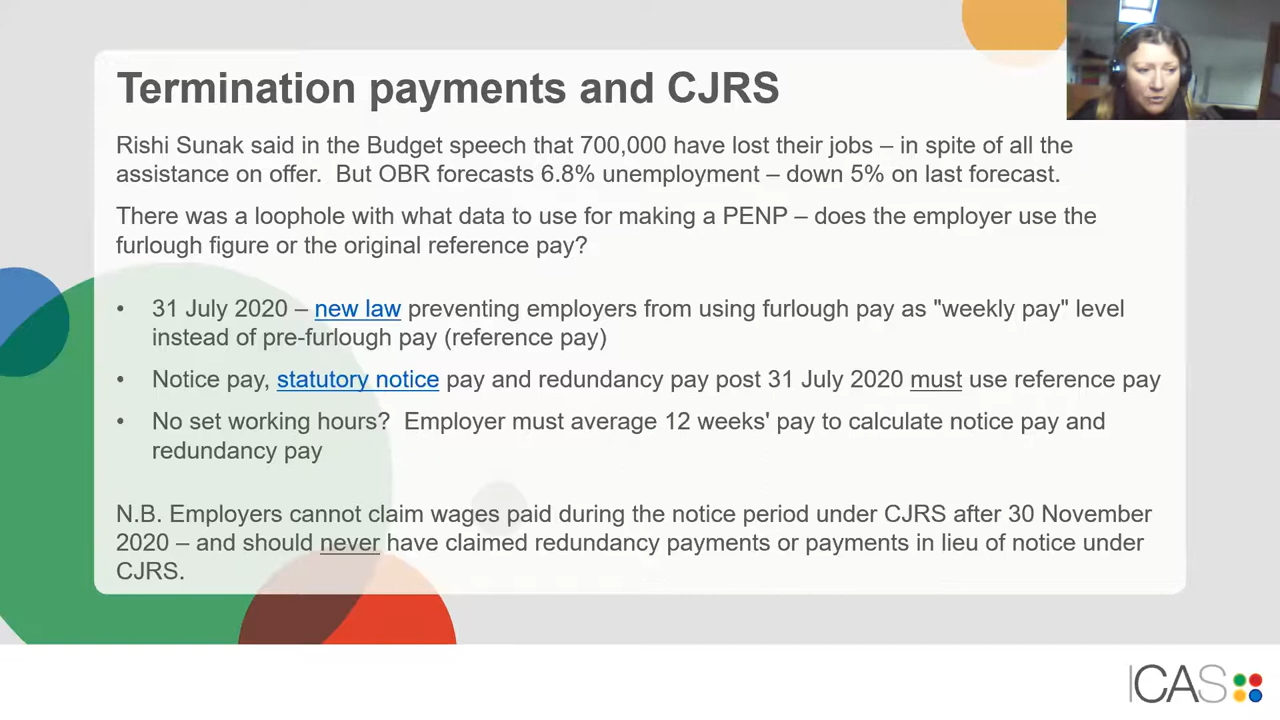 Termination payments and CJRS
Rishi Sunak said in the Budget speech that 700,000 have lost their jobs – in spite of all the
assistance on offer.  But OBR forecasts 6.8% unemployment – down 5% on last forecast.
There was a loophole with what data to use for making a PENP – does the employer use the
furlough figure or the original reference pay?
• 31 July 2020 – new law preventing employers from using furlough pay as "weekly pay" level
instead of pre-furlough pay (reference pay)
• Notice pay, statutory notice pay and redundancy pay post 31 July 2020 must use reference pay
• No set working hours?  Employer must average 12 weeks' pay to calculate notice pay and
redundancy pay
N.B. Employers cannot claim wages paid during the notice period under CJRS after 30 November
2020 – and should never have claimed redundancy payments or payments in lieu of notice under
CJRS.
ICAS